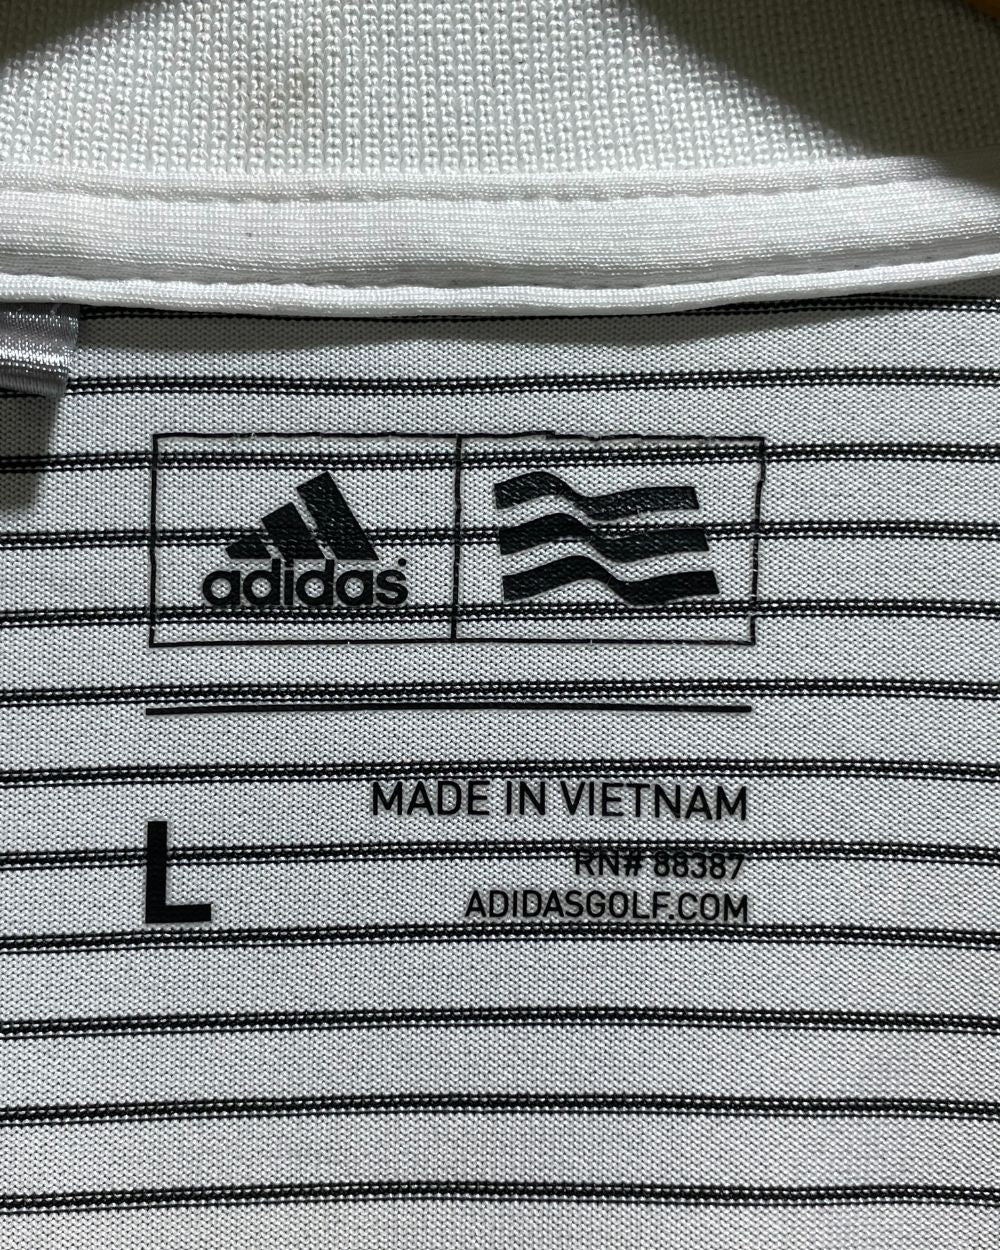 adidas
MADE IN VIETNAM
L
RN# 88387
ADIDASGOLF.COM